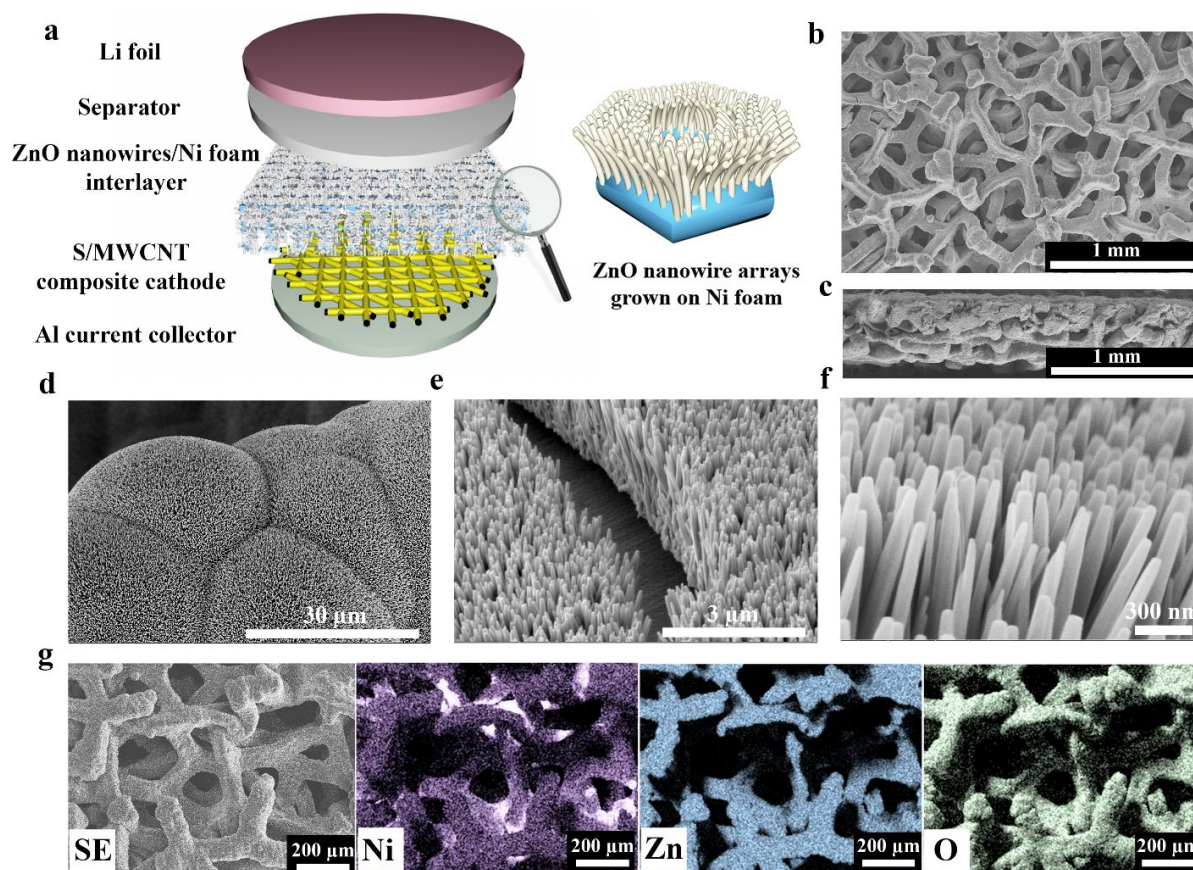 a
Li foil
Separator
ZnO nanowires/Ni foam
interlayer
S/MWCNT
composite cathode
Al current collector
ZnO nanowire arrays
grown on Ni foam
b
1 mm
c
1 mm
d
30 μm
e
3 μm
f
300 nm
g
SE
200 μm
Ni
200 μm
Zn
200 μm
O
200 μm